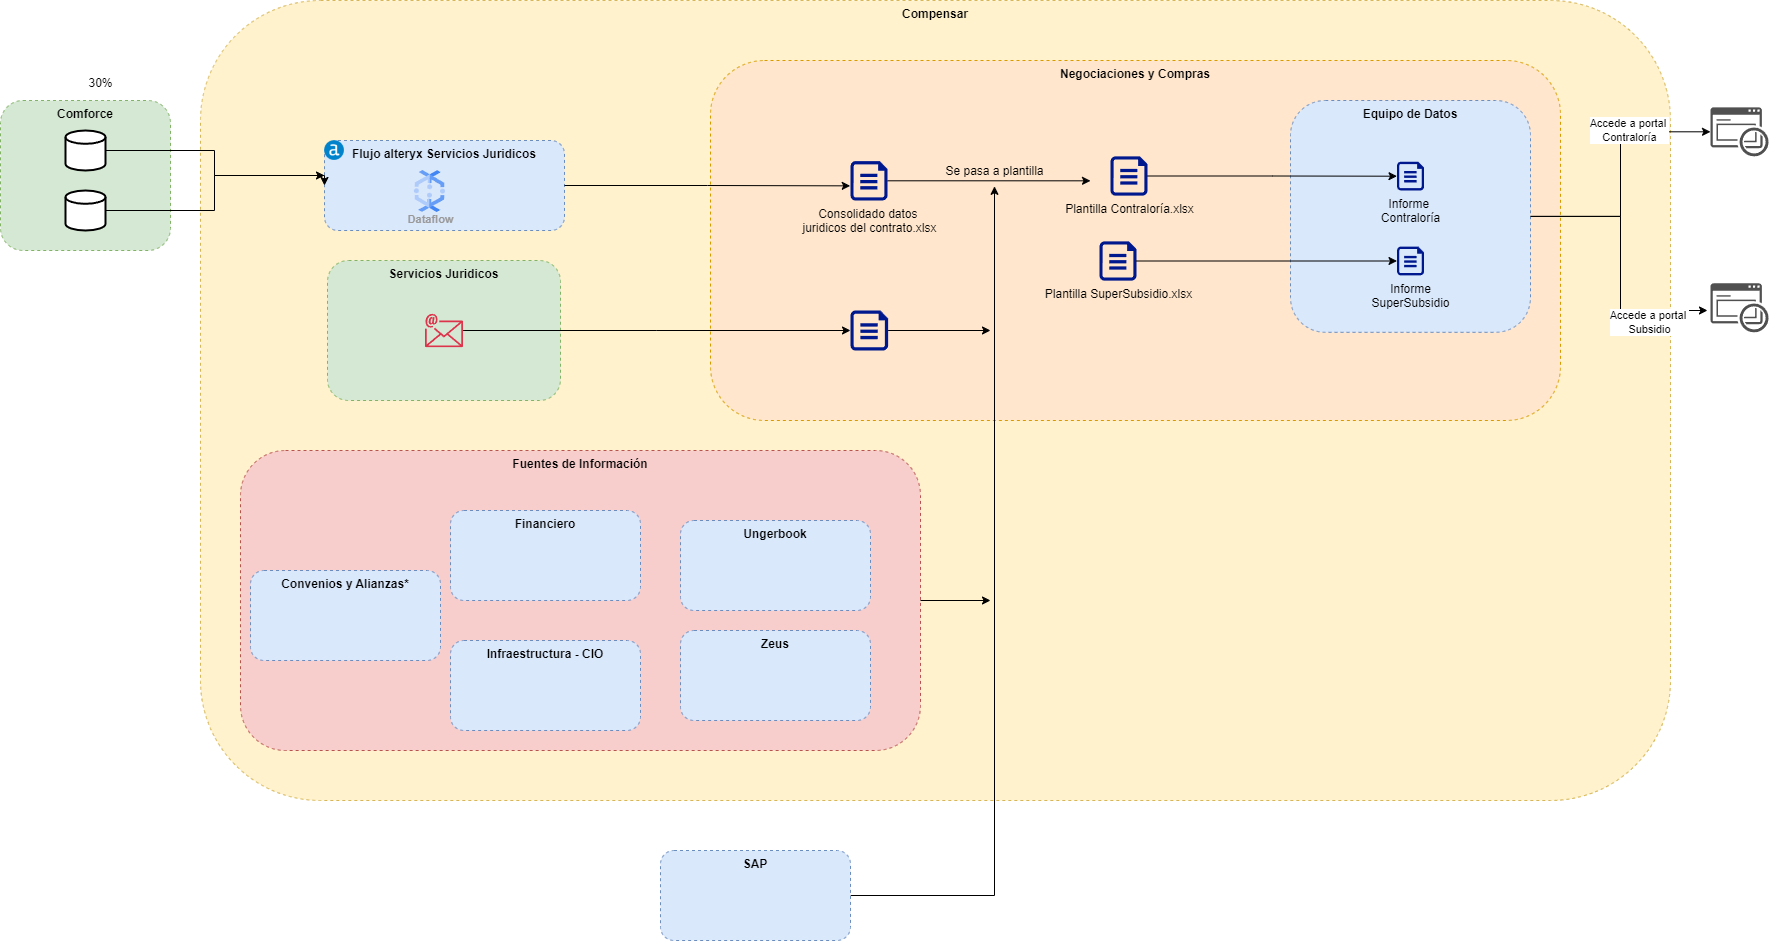 Compensar
30%
Comforce
Negociaciones y Compras
Equipo de Datos
Accede a portal
Contraloría
a
Flujo alteryx Servicios Juridicos
Dataflow
Se pasa a plantilla
Consolidado datos
juridicos del contrato.xlsx
Plantilla Contraloría.xlsx
Informe
Contraloría
Servicios Juridicos
@
Plantilla SuperSubsidio.xlsx
Informe
SuperSubsidio
Accede a portal
Subsidio
Fuentes de Información
Financiero
Ungerbook
Convenios y Alianzas*
Infraestructura - CIO
Zeus
SAP